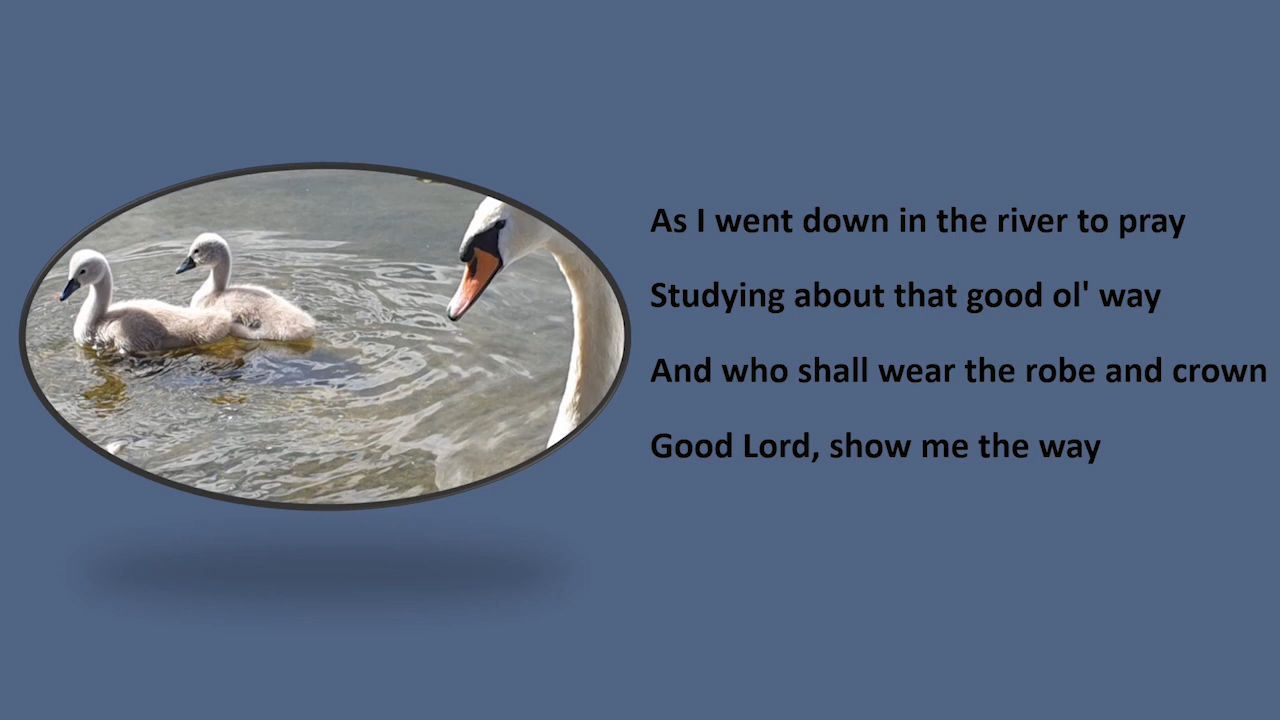 As I went down in the river to pray
Studying about that good ol' way
And who shall wear the robe and crown
Good Lord, show me the way